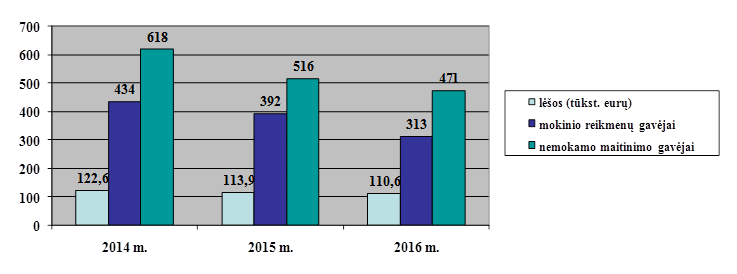 700
600
500
400
300
200
100
0
618
434
122,6
516
392
113,9
471
313
110,6
2014 m.
2015 m.
2016 m.
lėšos (tūkst. eurų)
mokinio reikmenų gavėjai
nemokamo maitinimo gavėjai